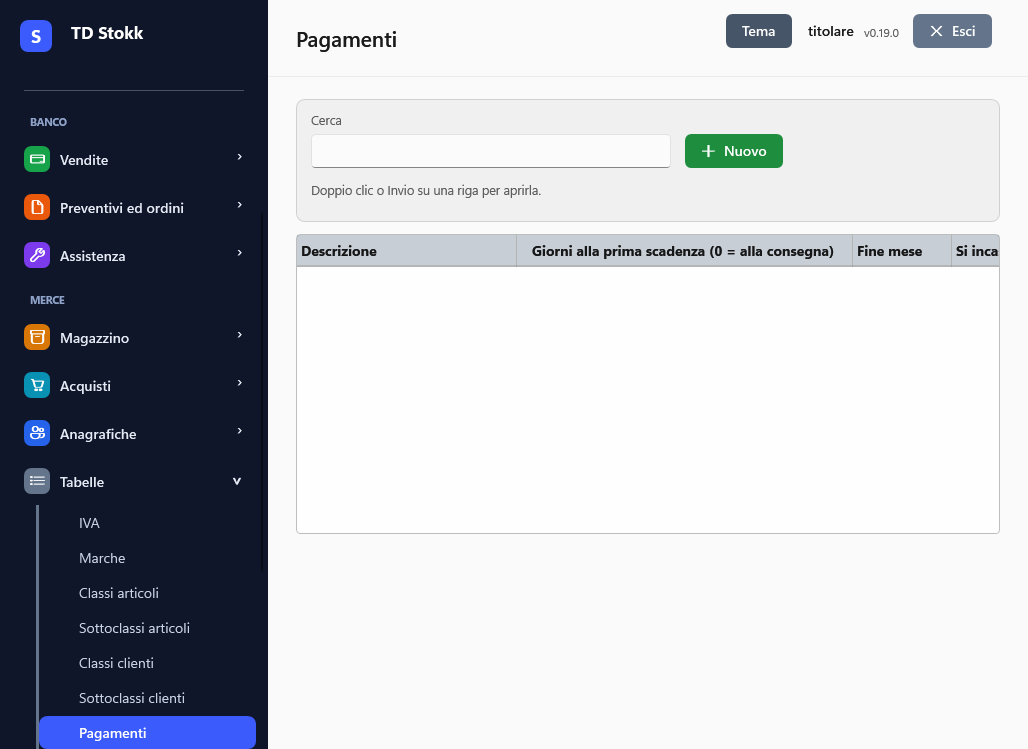 S
TD Stokk
Pagamenti
Tema
titolare
v0.19.0
Esci
BANCO
Vendite
Preventivi ed ordini
Assistenza
MERCE
Magazzino
Acquisti
Anagrafiche
Tabelle
IVA
Marche
Classi articoli
Sottoclassi articoli
Classi clienti
Sottoclassi clienti
Pagamenti
Cerca
Nuovo
Doppio clic o Invio su una riga per aprirla.
Descrizione
Giorni alla prima scadenza (0 = alla consegna)
Fine mese
Si inca